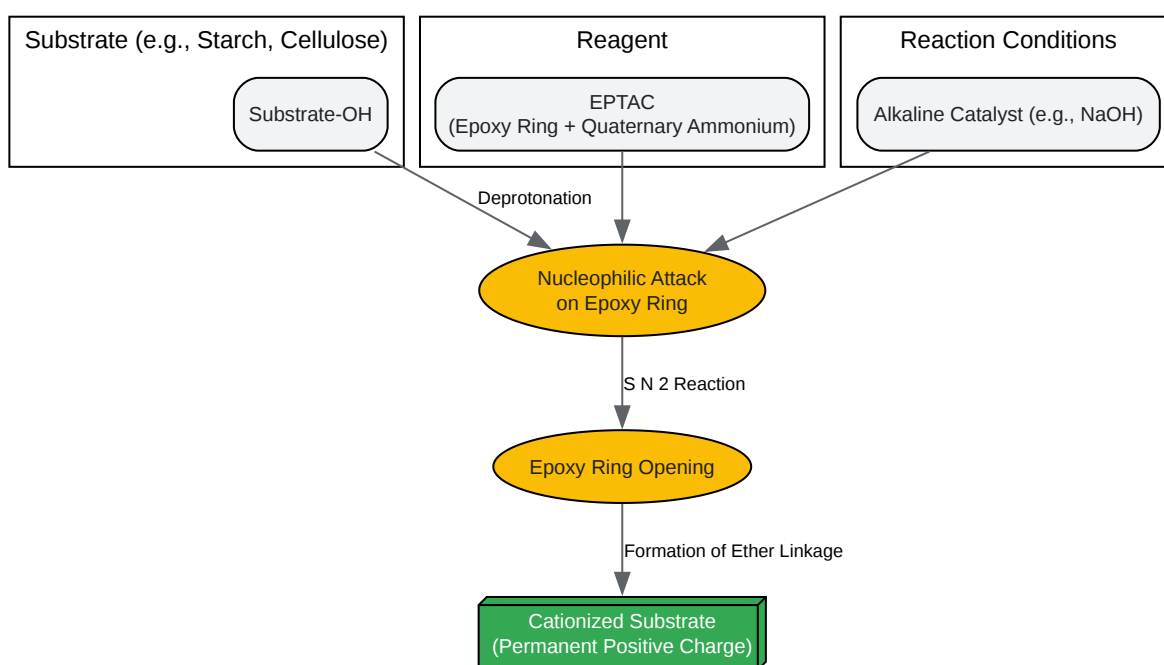 Substrate (e.g., Starch, Cellulose)
Reagent
Reaction Conditions
Substrate-OH
EPTAC
(Epoxy Ring + Quaternary Ammonium)
Alkaline Catalyst (e.g., NaOH)
Deprotonation
Nucleophilic Attack
on Epoxy Ring
S N 2 Reaction
Epoxy Ring Opening
Formation of Ether Linkage
Cationized Substrate
(Permanent Positive Charge)